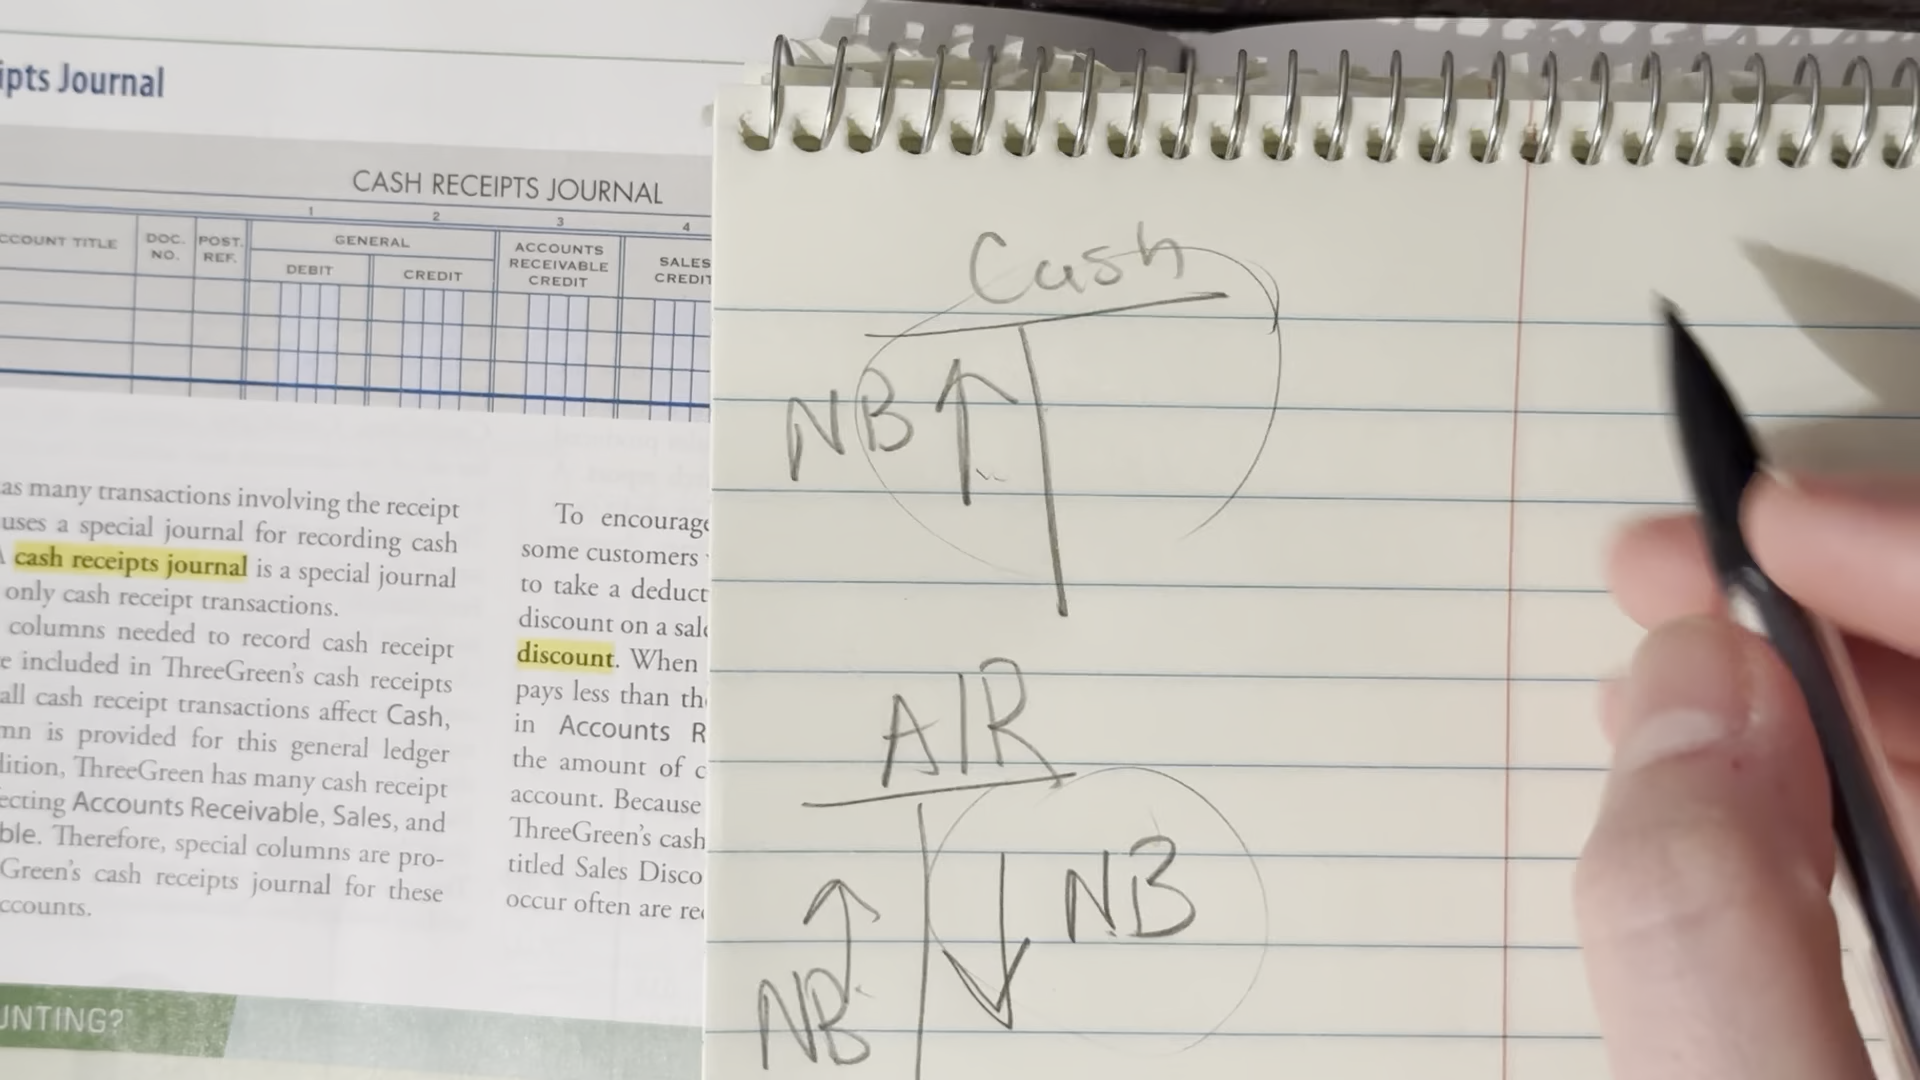 ipts Journal
CASH RECEIPTS JOURNAL
1 2 3 4
CCOUNT TITLE DOC. NO. POST. REF. GENERAL DEBIT CREDIT ACCOUNTS RECEIVABLE CREDIT SALES CREDIT
as many transactions involving the receipt
uses a special journal for recording cash
A cash receipts journal is a special journal
only cash receipt transactions.
columns needed to record cash receipt
e included in ThreeGreen's cash receipts
all cash receipt transactions affect Cash,
mn is provided for this general ledger
dition, ThreeGreen has many cash receipt
ecting Accounts Receivable, Sales, and
ble. Therefore, special columns are pro-
Green's cash receipts journal for these
ccounts.
To encourage
some customers
to take a deduct
discount on a sale
discount. When
pays less than th
in Accounts R
the amount of c
account. Because
ThreeGreen's cash
titled Sales Disco
occur often are re
UNTING?
Cash
NB
A/R
NB
NB